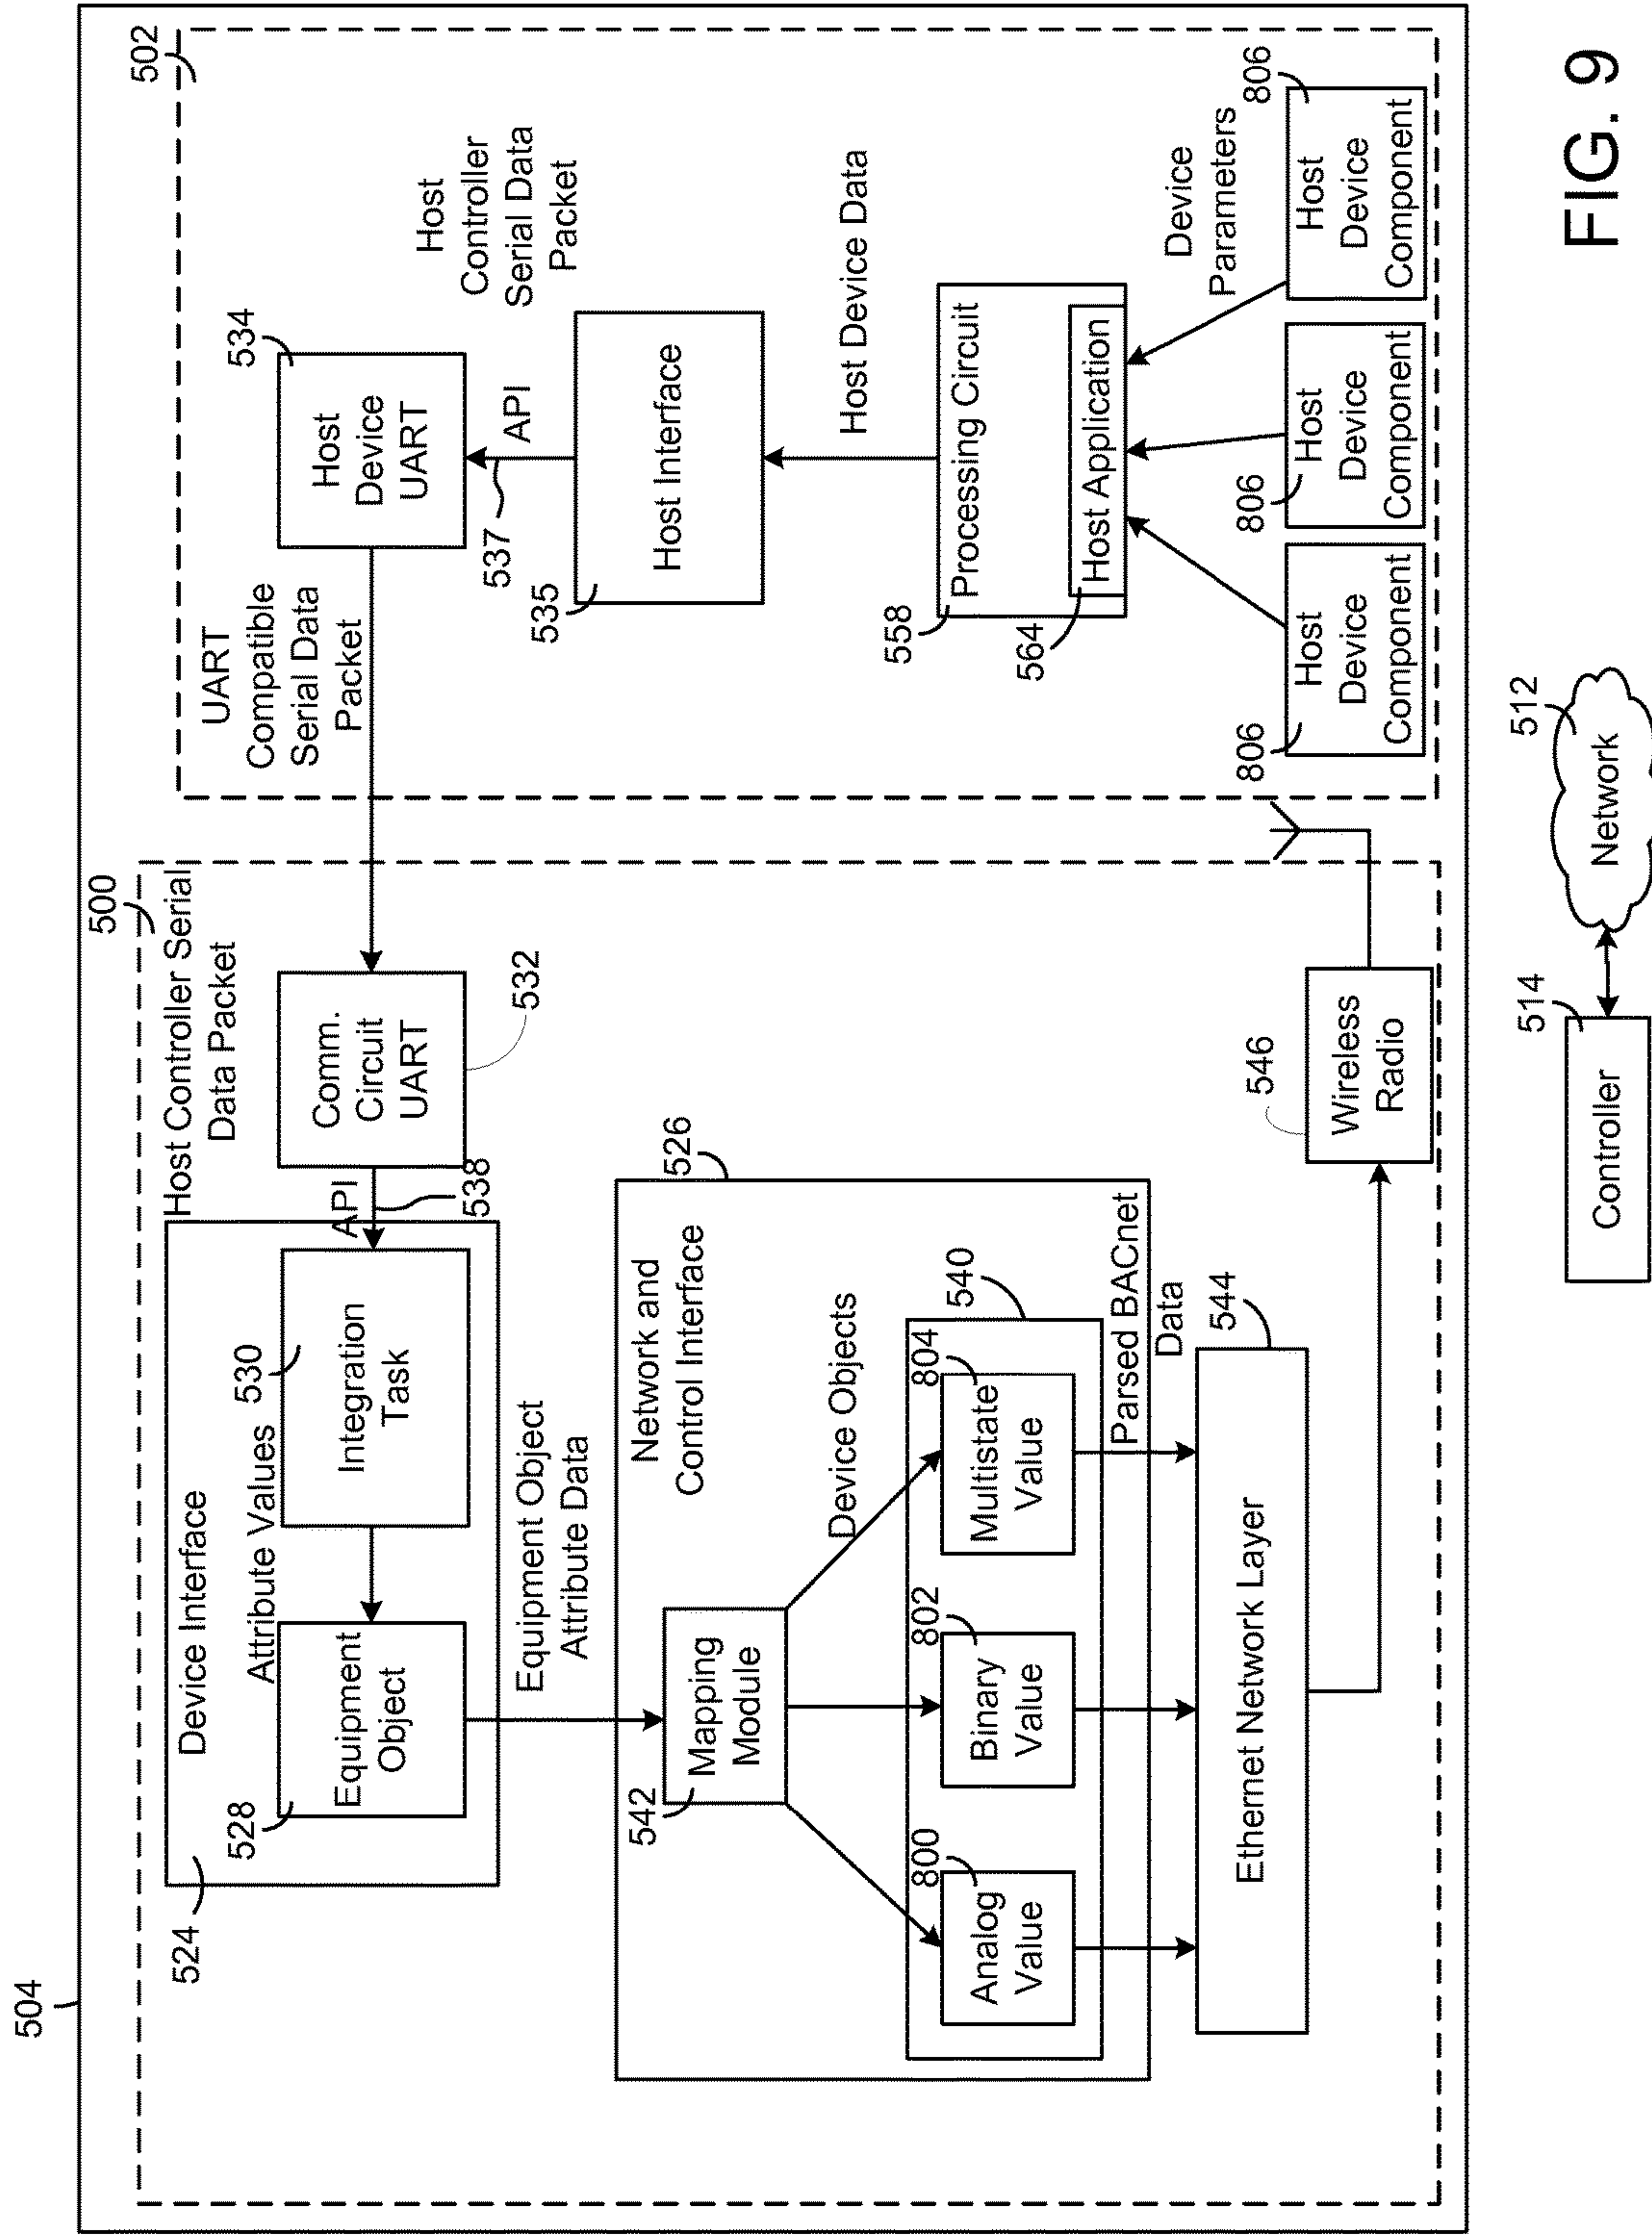 504
500
Host Controller Serial
Data Packet
524
Device Interface
528
Equipment
Object
Attribute Values
530
Integration
Task
API
538
Comm.
Circuit
UART
532
Equipment Object
Attribute Data
526
Network and
Control Interface
542
Mapping
Module
Device Objects
540
800
Analog
Value
802
Binary
Value
804
Multistate
Value
Parsed BACnet
Data
544
Ethernet Network Layer
546
Wireless
Radio
502
UART
Compatible
Serial Data
Packet
534
Host
Device
UART
537
API
Host
Controller
Serial Data
Packet
535
Host Interface
Host Device Data
558
Processing Circuit
564
Host Application
Device
Parameters
806
Host
Device
Component
806
Host
Device
Component
806
Host
Device
Component
514
Controller
512
Network
FIG. 9